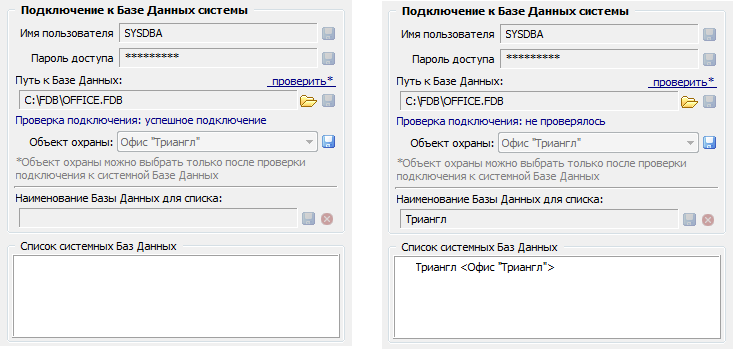 Подключение к Базе Данных системы
Имя пользователя SYSDBA
Пароль доступа *********
Путь к Базе Данных: проверить*
C:\FDB\OFFICE.FDB
Проверка подключения: успешное подключение
Объект охраны: Офис "Триангл"
*Объект охраны можно выбрать только после проверки
подключения к системной Базе Данных
Наименование Базы Данных для списка:
Список системных Баз Данных
Подключение к Базе Данных системы
Имя пользователя SYSDBA
Пароль доступа *********
Путь к Базе Данных: проверить*
C:\FDB\OFFICE.FDB
Проверка подключения: не проверялось
Объект охраны: Офис "Триангл"
*Объект охраны можно выбрать только после проверки
подключения к системной Базе Данных
Наименование Базы Данных для списка:
Триангл
Список системных Баз Данных
Триангл <Офис "Триангл">